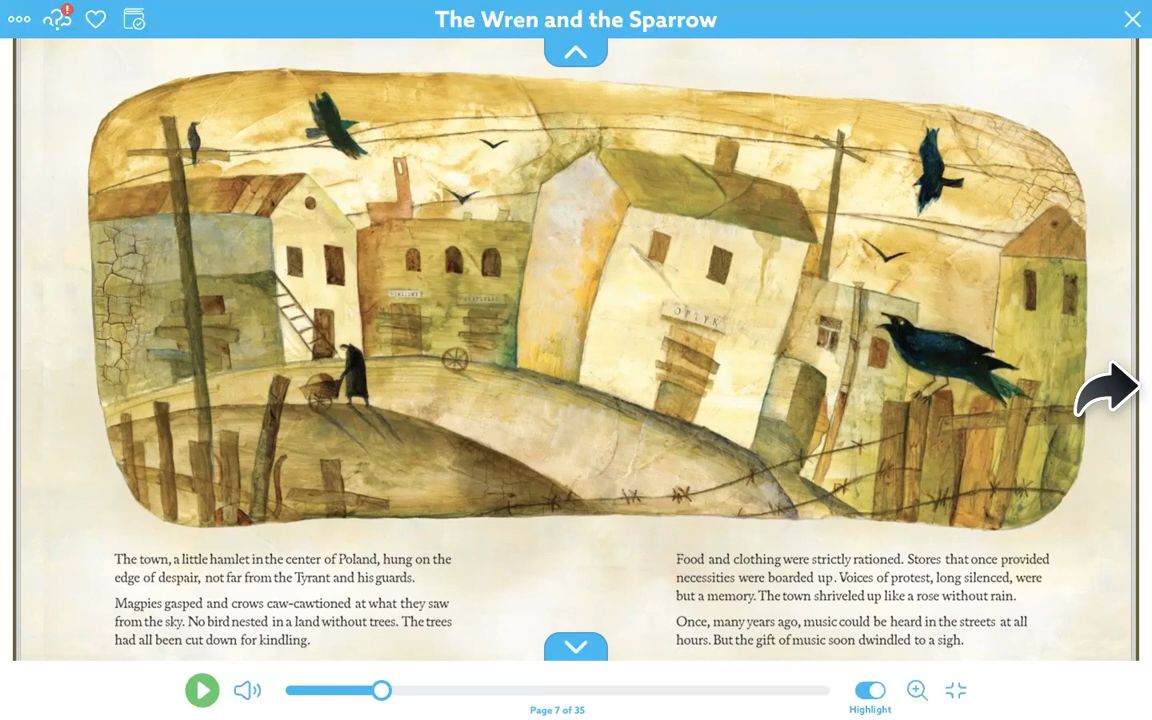 The Wren and the Sparrow
OPTYK
The town, a little hamlet in the center of Poland, hung on the
edge of despair, not far from the Tyrant and his guards.
Magpies gasped and crows caw-cawtioned at what they saw
from the sky. No bird nested in a land without trees. The trees
had all been cut down for kindling.
Food and clothing were strictly rationed. Stores that once provided
necessities were boarded up. Voices of protest, long silenced, were
but a memory. The town shriveled up like a rose without rain.
Once, many years ago, music could be heard in the streets at all
hours. But the gift of music soon dwindled to a sigh.
Page 7 of 35
Highlight